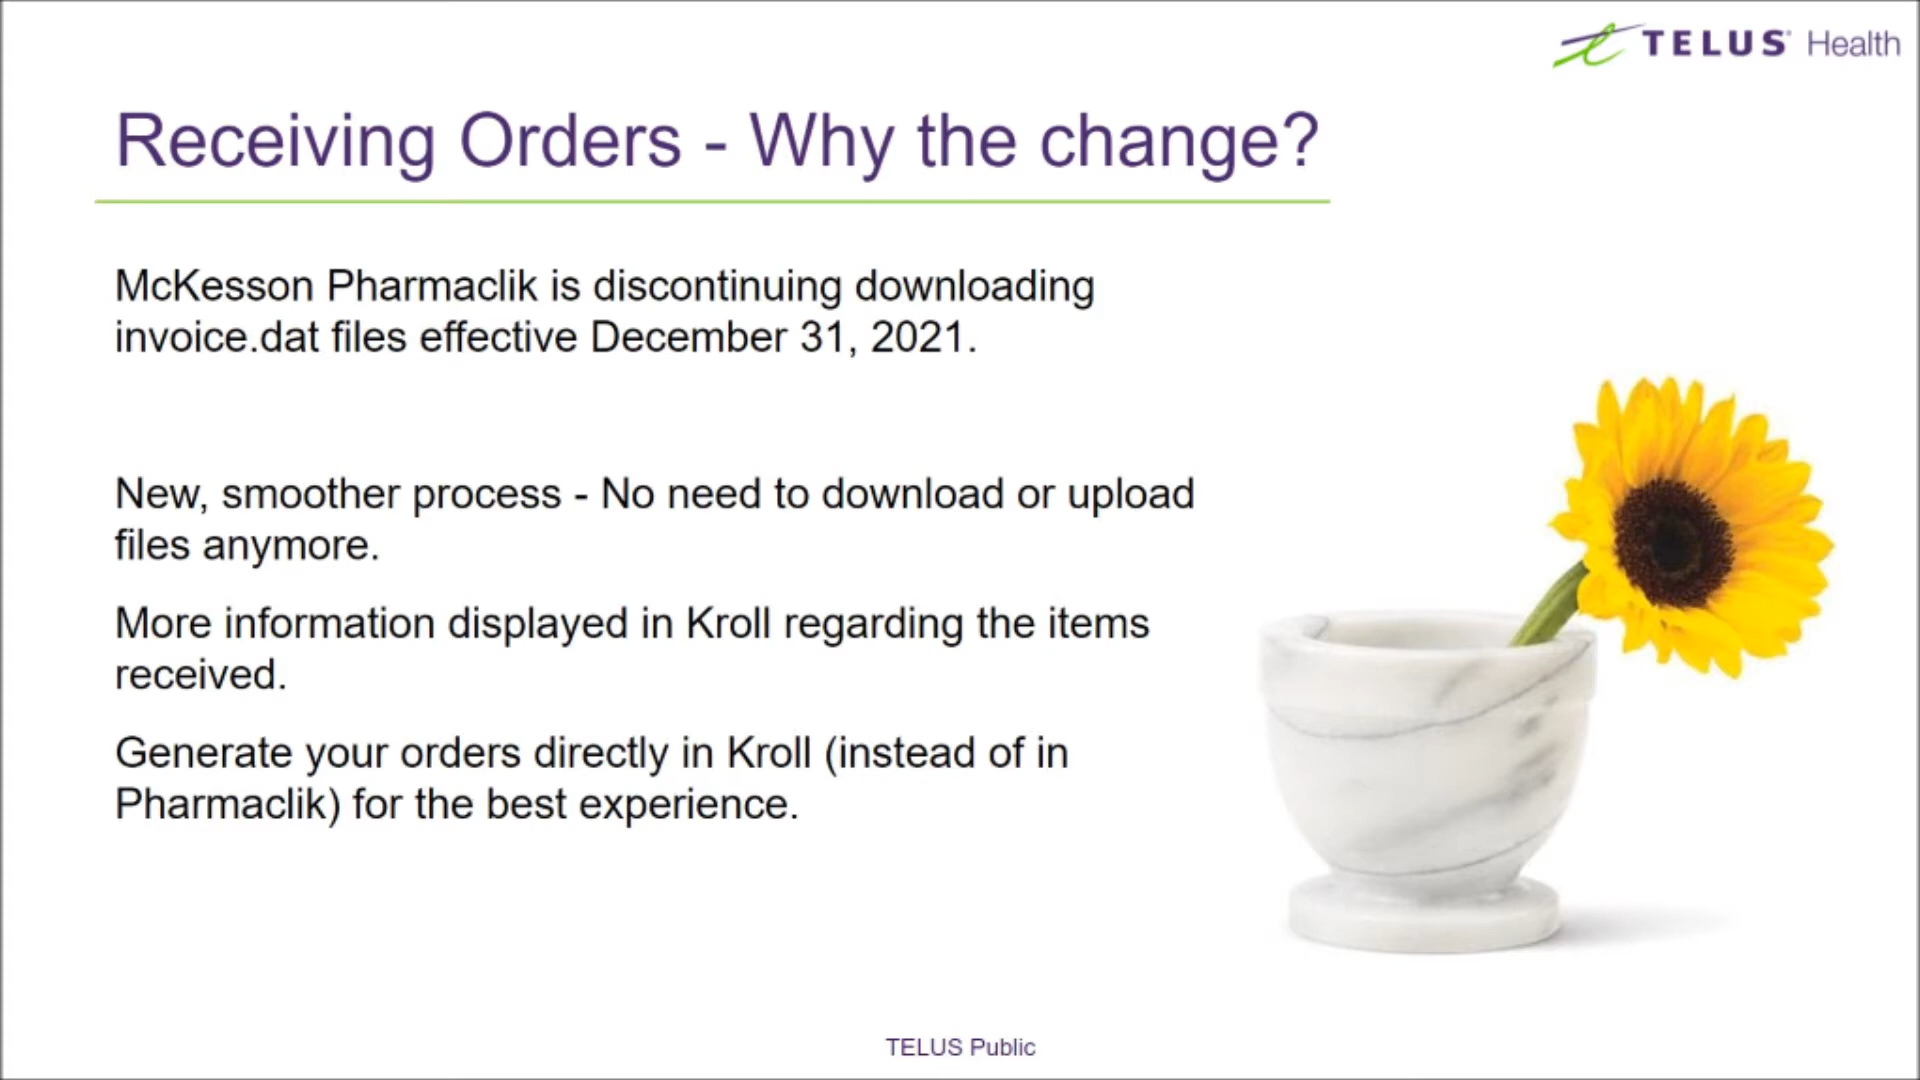 TELUS Health
Receiving Orders - Why the change?
McKesson Pharmaclik is discontinuing downloading
invoice.dat files effective December 31, 2021.
New, smoother process - No need to download or upload
files anymore.
More information displayed in Kroll regarding the items
received.
Generate your orders directly in Kroll (instead of in
Pharmaclik) for the best experience.
TELUS Public